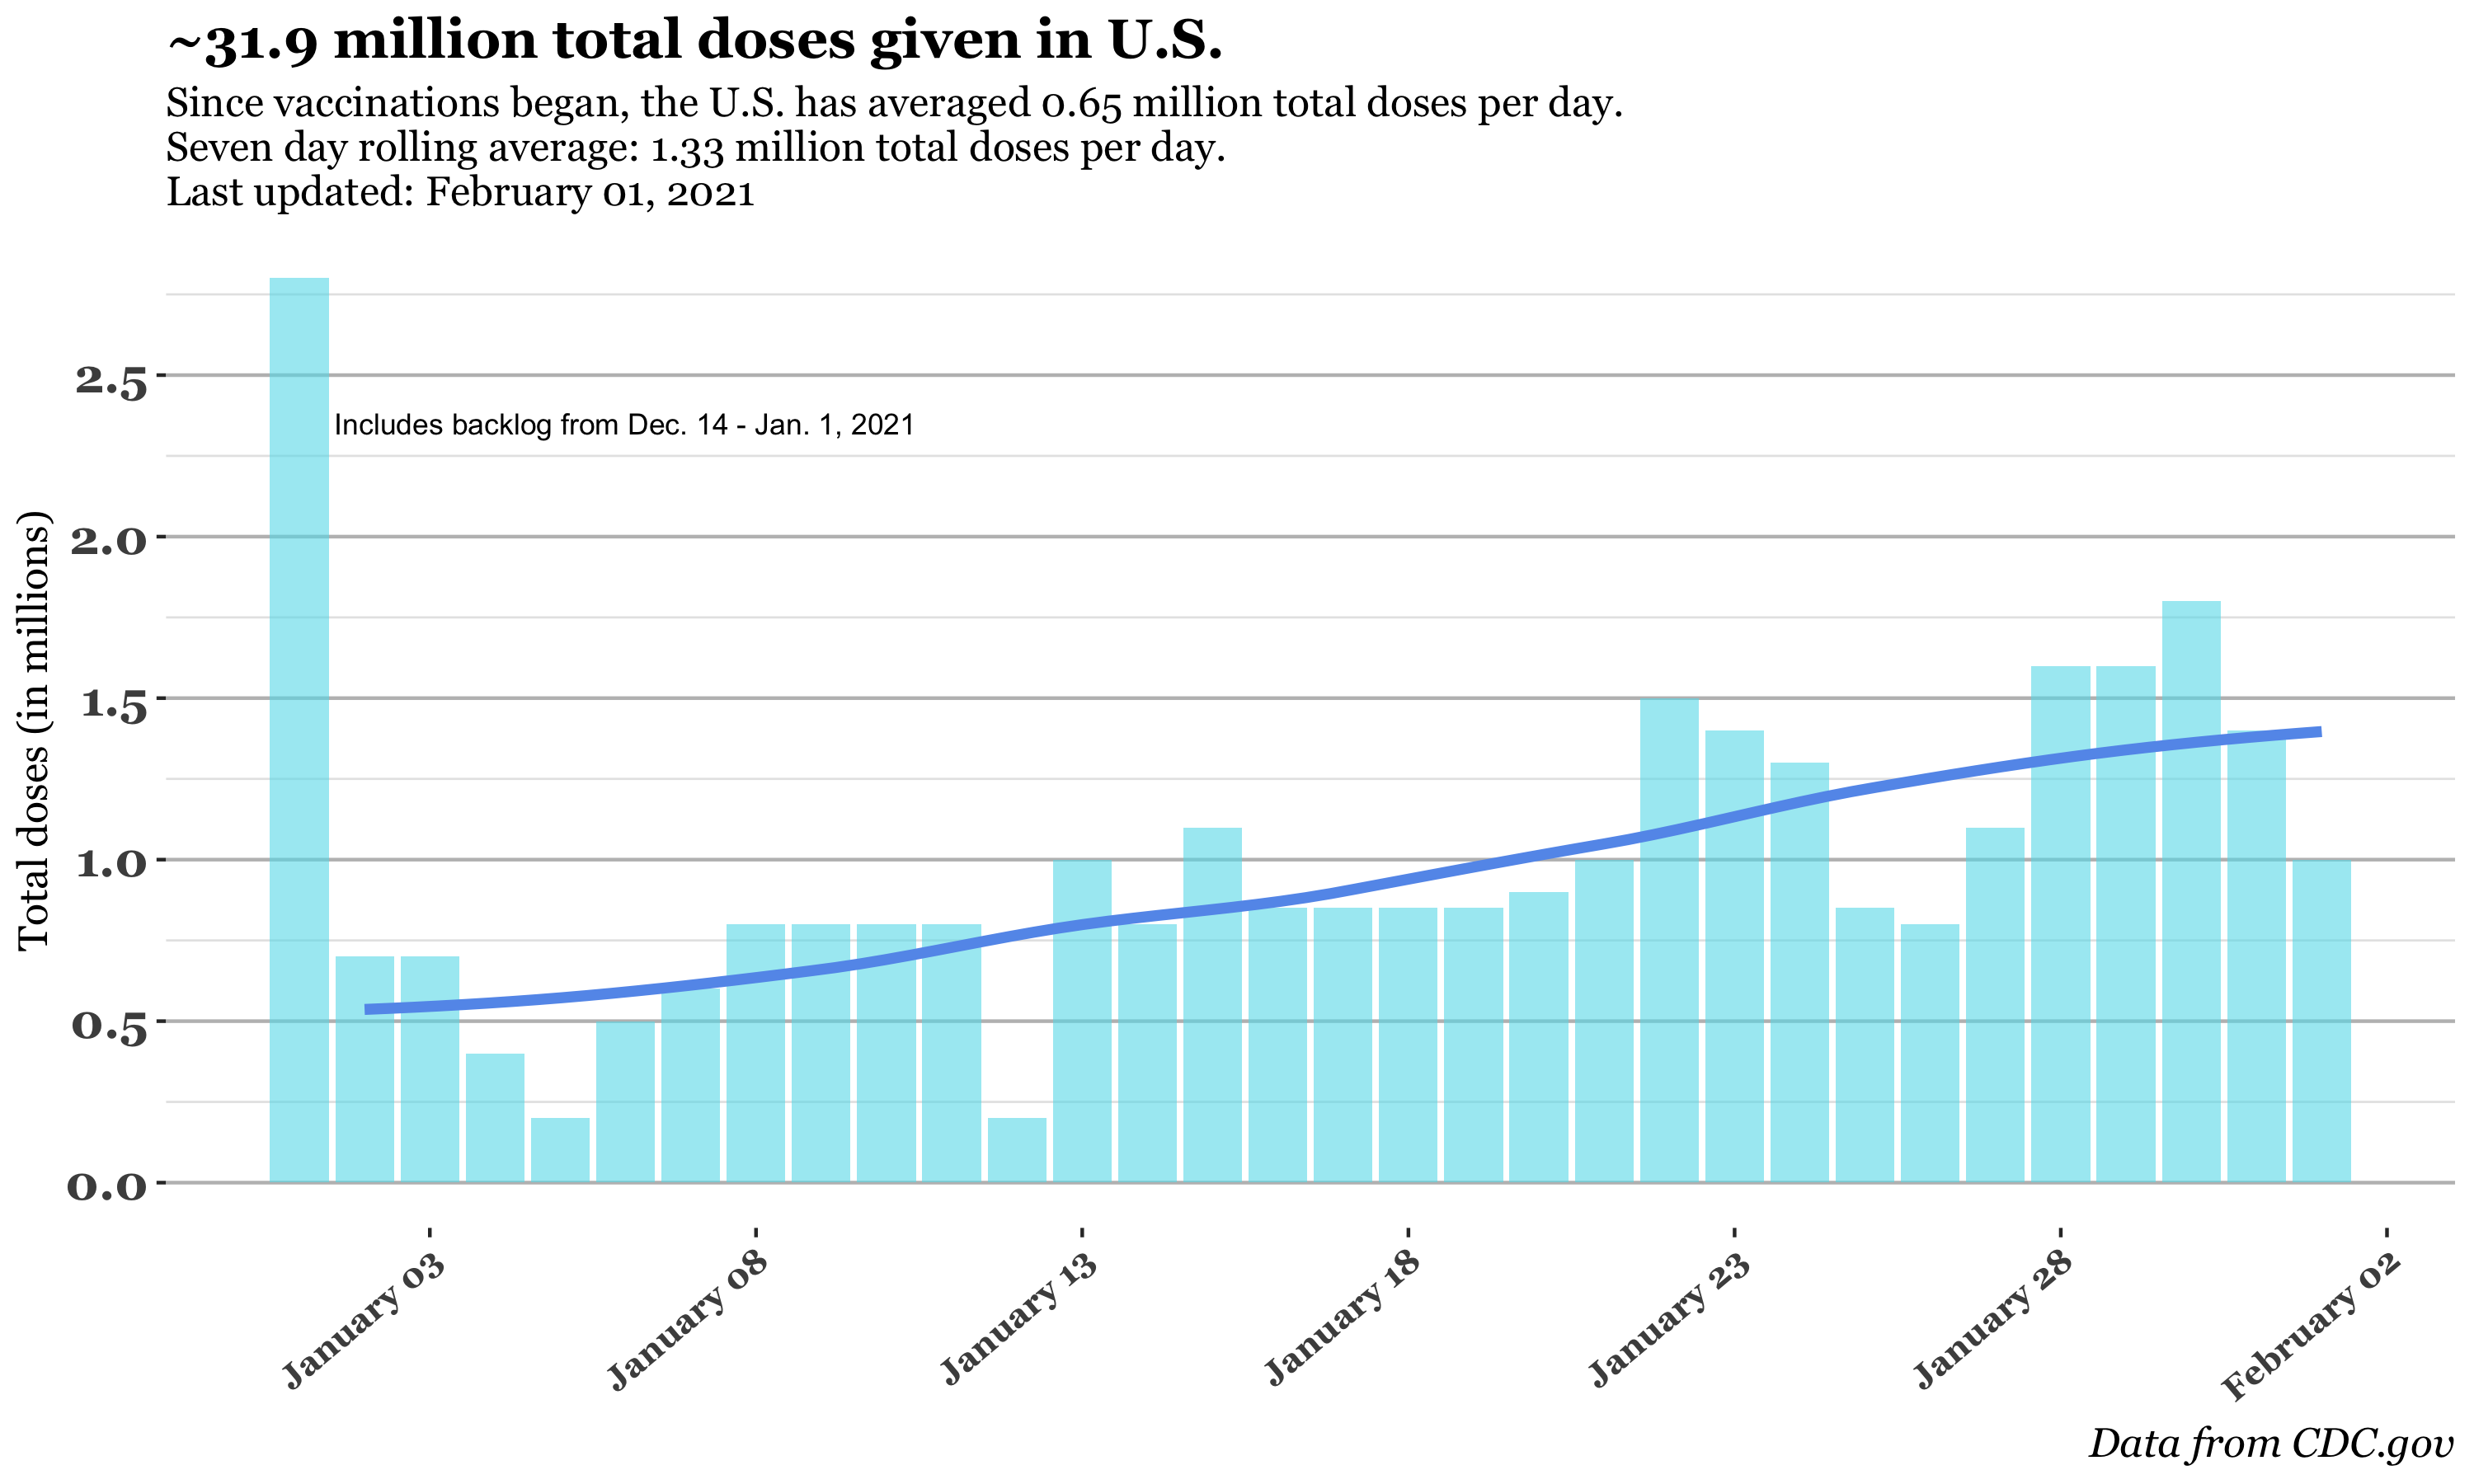 ~31.9 million total doses given in U.S.
Since vaccinations began, the U.S. has averaged 0.65 million total doses per day.
Seven day rolling average: 1.33 million total doses per day.
Last updated: February 01, 2021
Total doses (in millions)
2.5
2.0
1.5
1.0
0.5
0.0
Includes backlog from Dec. 14 - Jan. 1, 2021
January 03
January 08
January 13
January 18
January 23
January 28
February 02
Data from CDC.gov